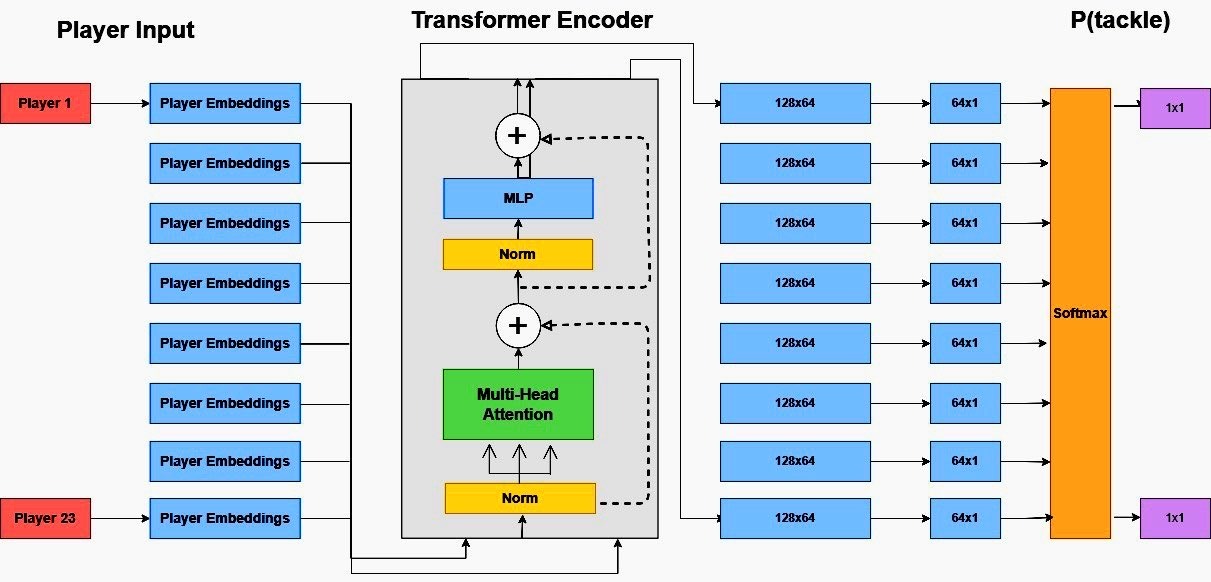 Player Input
Transformer Encoder
P(tackle)
Player 1
Player Embeddings
128x64
64x1
1x1
Player Embeddings
128x64
64x1
Player Embeddings
128x64
64x1
Player Embeddings
128x64
64x1
Player Embeddings
128x64
64x1
Player Embeddings
128x64
64x1
Player Embeddings
128x64
64x1
Player 23
Player Embeddings
128x64
64x1
1x1
+
MLP
Norm
+
Multi-Head
Attention
Norm
Softmax